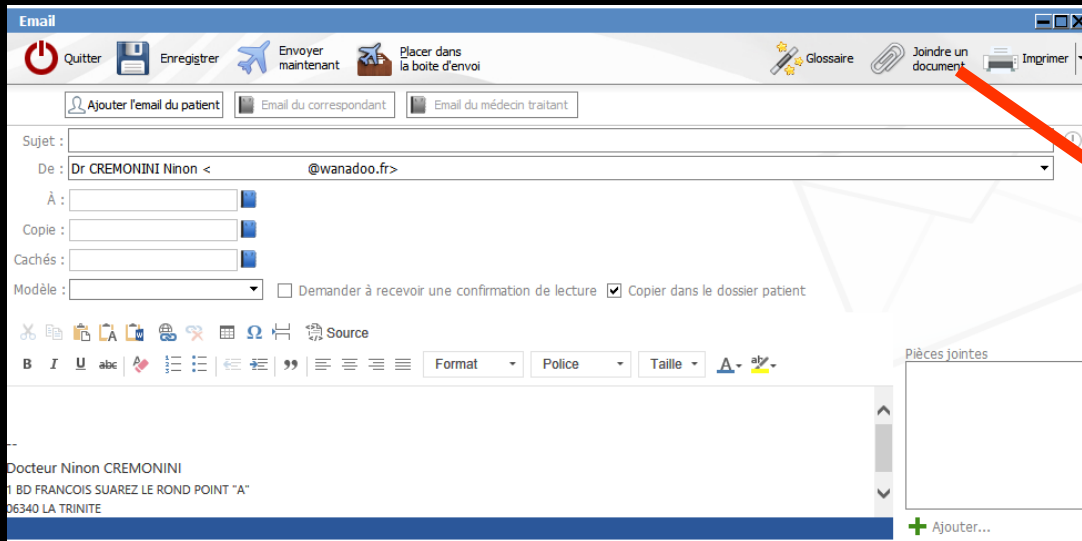 Email
Quitter Enregistrer Envoyer maintenant Placer dans la boite d'envoi Glossaire Joindre un document Imprimer
Ajouter l'email du patient Email du correspondant Email du médecin traitant
Sujet :
De : Dr CREMONINI Ninon < @wanadoo.fr>
À :
Copie :
Cachés :
Modèle : Demander à recevoir une confirmation de lecture Copier dans le dossier patient
Source
B I U abc Format Police Taille A ab
Pièces jointes
--
Docteur Ninon CREMONINI
1 BD FRANCOIS SUAREZ LE ROND POINT "A"
06340 LA TRINITE
Ajouter...